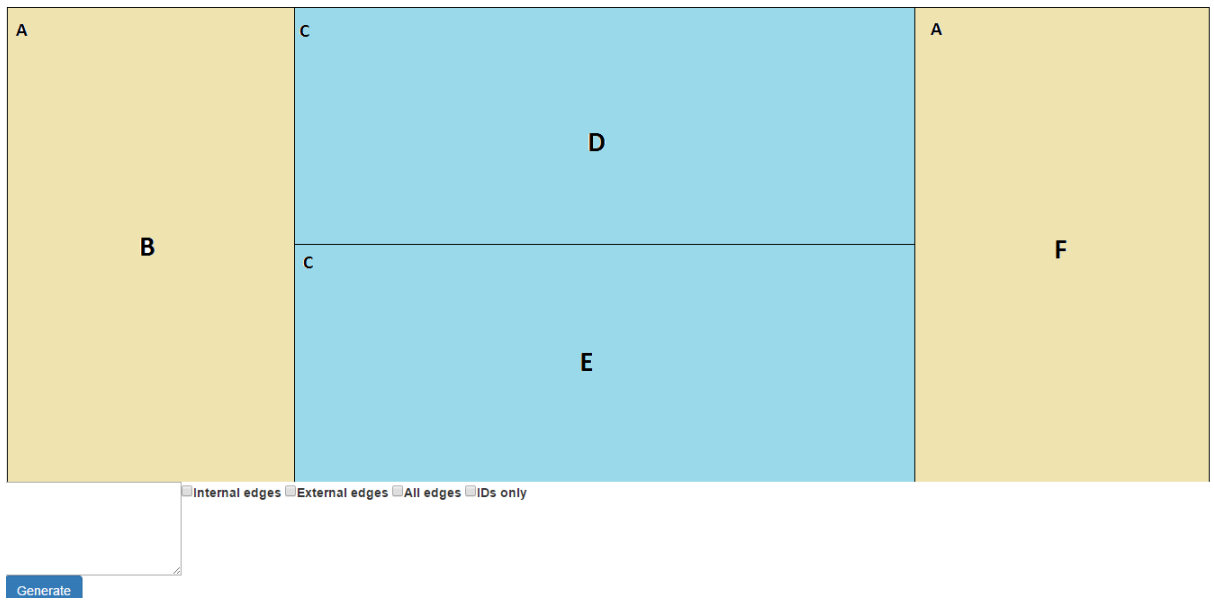 A
C
A
D
B
F
C
E
Internal edges External edges All edges IDs only
Generate